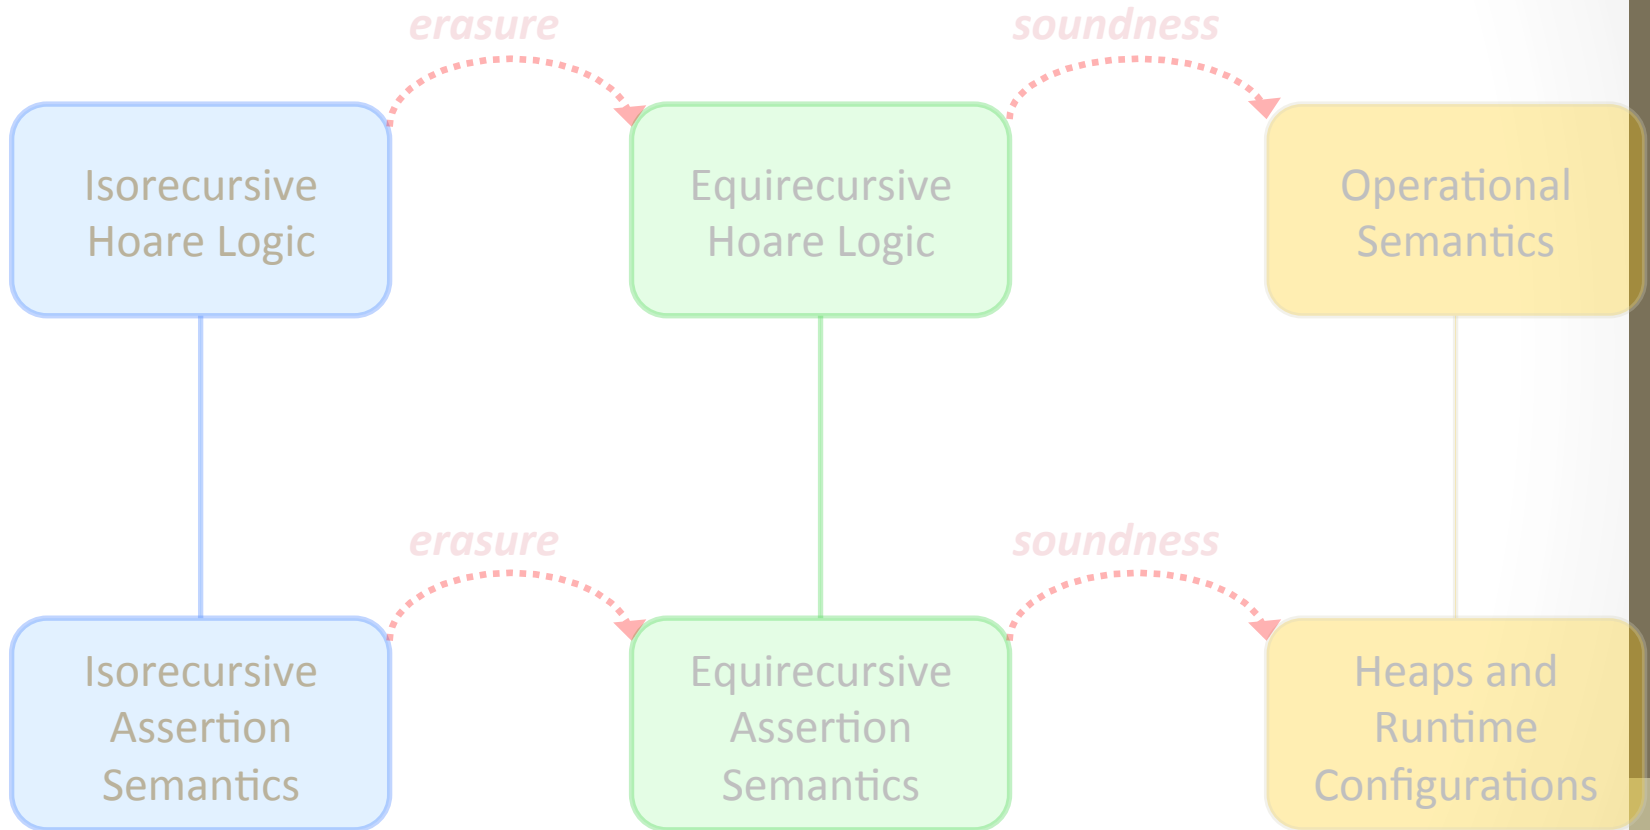 erasure
soundness
Isorecursive
Hoare Logic
Equirecursive
Hoare Logic
Operational
Semantics
erasure
soundness
Isorecursive
Assertion
Semantics
Equirecursive
Assertion
Semantics
Heaps and
Runtime
Configurations